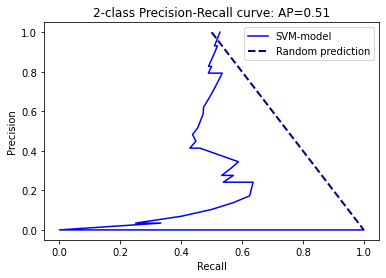 2-class Precision-Recall curve: AP=0.51
SVM-model
Random prediction
Precision
1.0
0.8
0.6
0.4
0.2
0.0
0.0 0.2 0.4 0.6 0.8 1.0
Recall